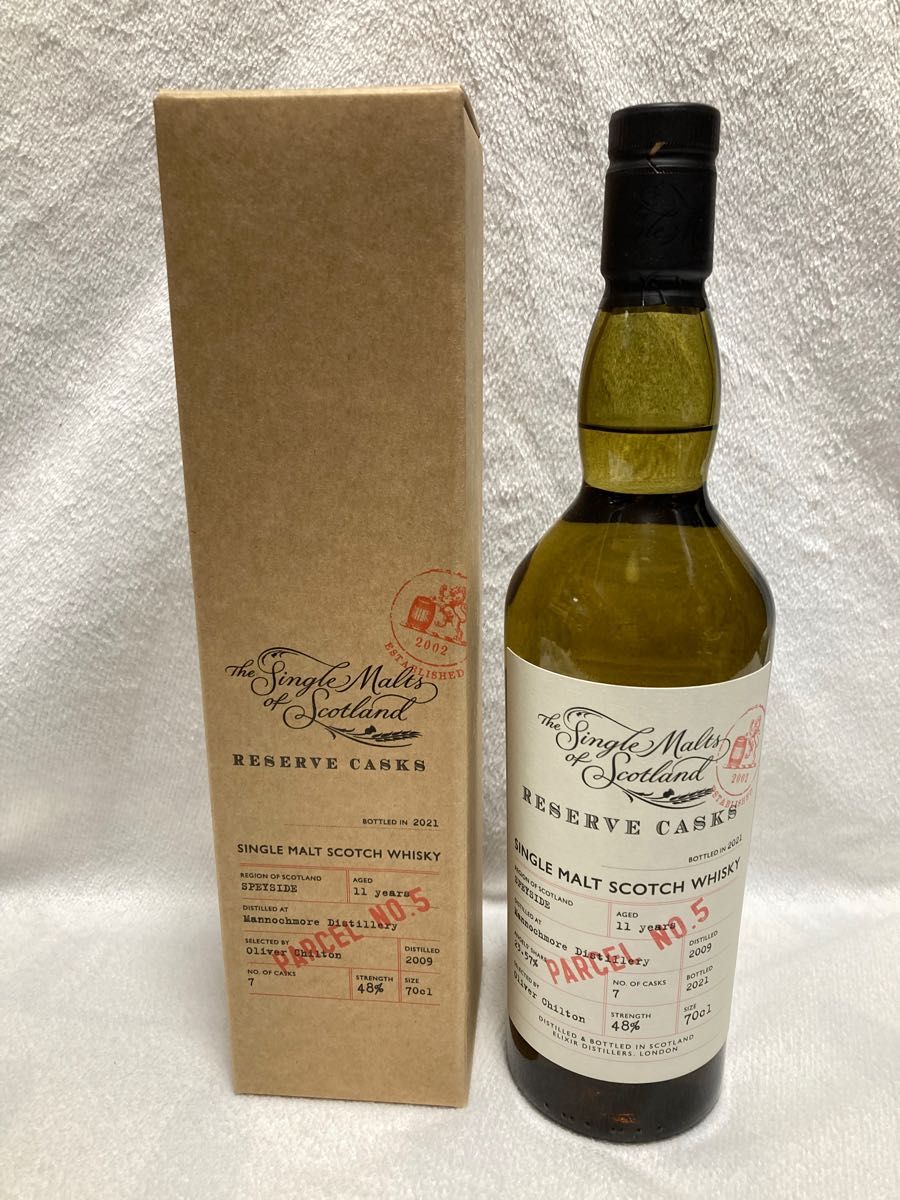 2002
ESTABLISHED
The Single Malts
of Scotland
RESERVE CASKS
BOTTLED IN 2021
SINGLE MALT SCOTCH WHISKY
REGION OF SCOTLAND
SPEYSIDE
AGED
11 years
DISTILLED AT
Mannochmore Distillery
PARCEL NO.5
SELECTED BY
Oliver Chilton
DISTILLED
2009
NO. OF CASKS
7
STRENGTH
48%
SIZE
70cl
The Single Malts
of Scotland
2002
ESTABLISHED
RESERVE CASKS
BOTTLED IN 2021
SINGLE MALT SCOTCH WHISKY
REGION OF SCOTLAND
SPEYSIDE
AGED
11 years
DISTILLED AT
Mannochmore Distillery
DISTILLED
2009
PARCEL NO.5
ANGELS SHARE
NO. OF CASKS
7
BOTTLED
2021
SELECTED BY
Oliver Chilton
STRENGTH
48%
SIZE
70cl
DISTILLED & BOTTLED IN SCOTLAND
ELIXIR DISTILLERS, LONDON